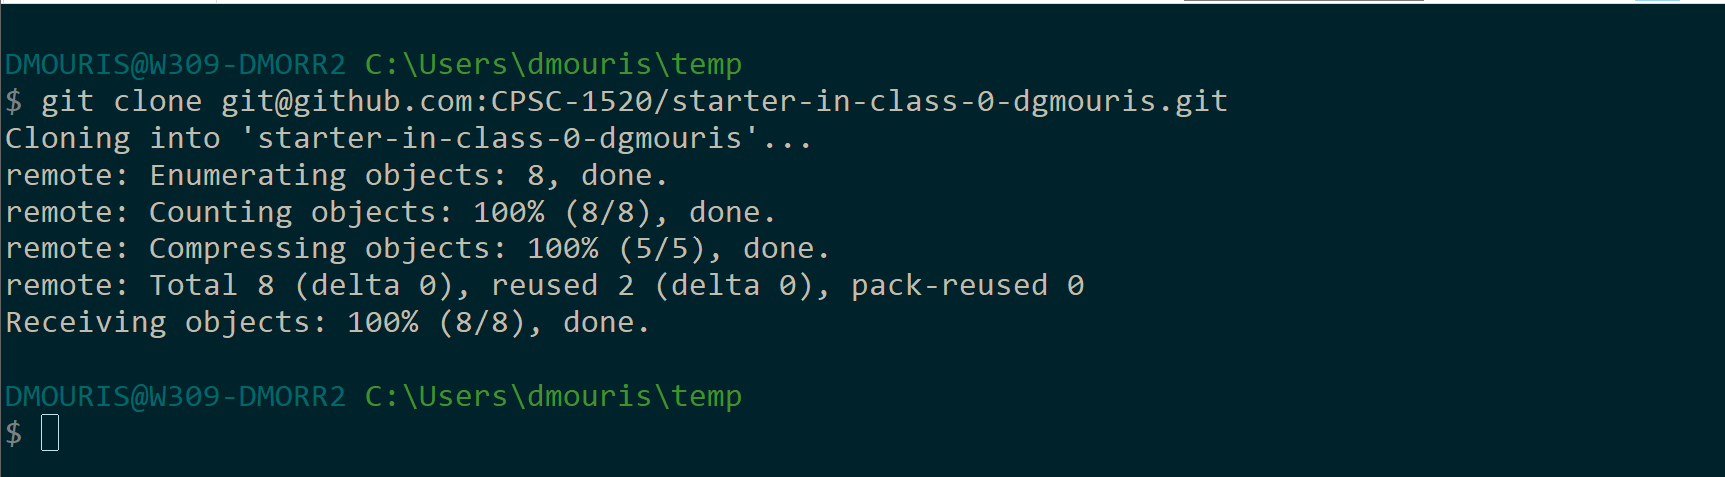 DMOURIS@W309-DMORR2 C:\Users\dmouris\temp
$ git clone git@github.com:CPSC-1520/starter-in-class-0-dgmouris.git
Cloning into 'starter-in-class-0-dgmouris'...
remote: Enumerating objects: 8, done.
remote: Counting objects: 100% (8/8), done.
remote: Compressing objects: 100% (5/5), done.
remote: Total 8 (delta 0), reused 2 (delta 0), pack-reused 0
Receiving objects: 100% (8/8), done.
DMOURIS@W309-DMORR2 C:\Users\dmouris\temp
$